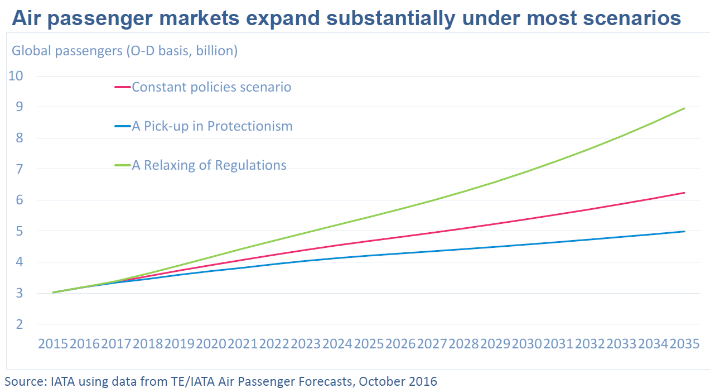 Air passenger markets expand substantially under most scenarios
Global passengers (O-D basis, billion)
10
9
8
7
6
5
4
3
2
Constant policies scenario
A Pick-up in Protectionism
A Relaxing of Regulations
2015 2016 2017 2018 2019 2020 2021 2022 2023 2024 2025 2026 2027 2028 2029 2030 2031 2032 2033 2034 2035
Source: IATA using data from TE/IATA Air Passenger Forecasts, October 2016